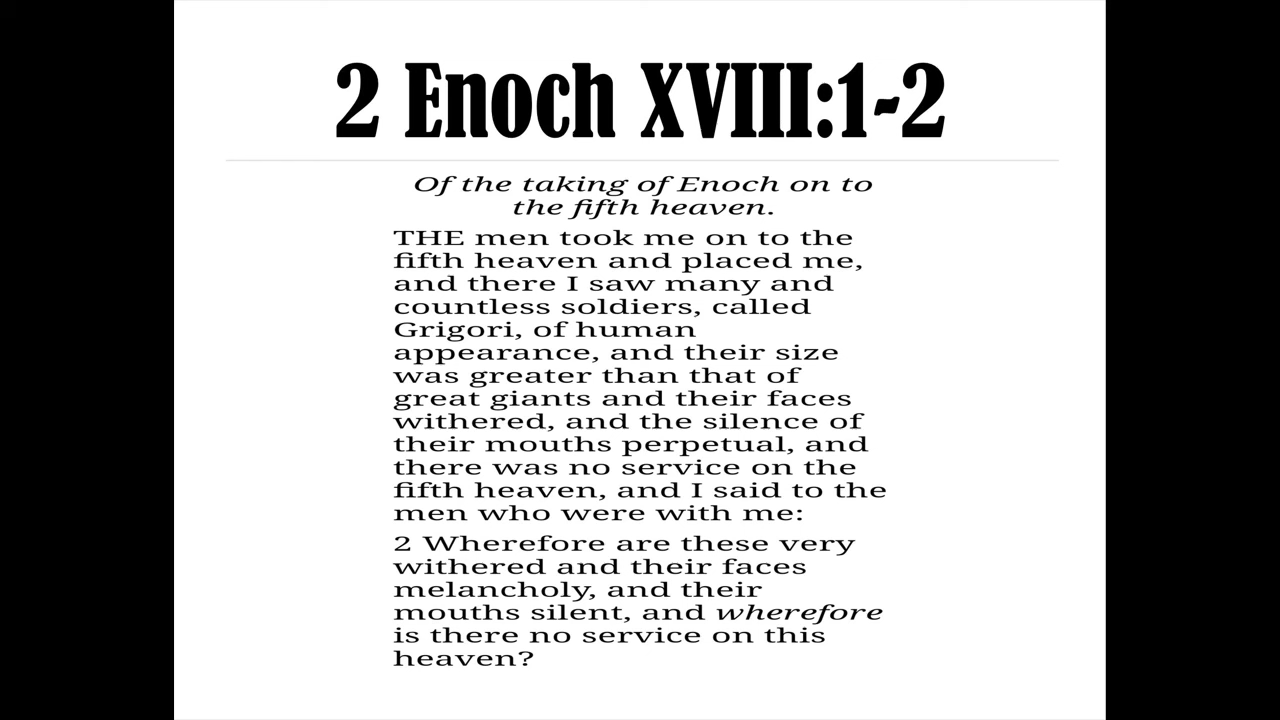 2 Enoch XVIII:1-2
Of the taking of Enoch on to
the fifth heaven.
THE men took me on to the
fifth heaven and placed me,
and there I saw many and
countless soldiers, called
Grigori, of human
appearance, and their size
was greater than that of
great giants and their faces
withered, and the silence of
their mouths perpetual, and
there was no service on the
fifth heaven, and I said to the
men who were with me:
2 Wherefore are these very
withered and their faces
melancholy, and their
mouths silent, and wherefore
is there no service on this
heaven?